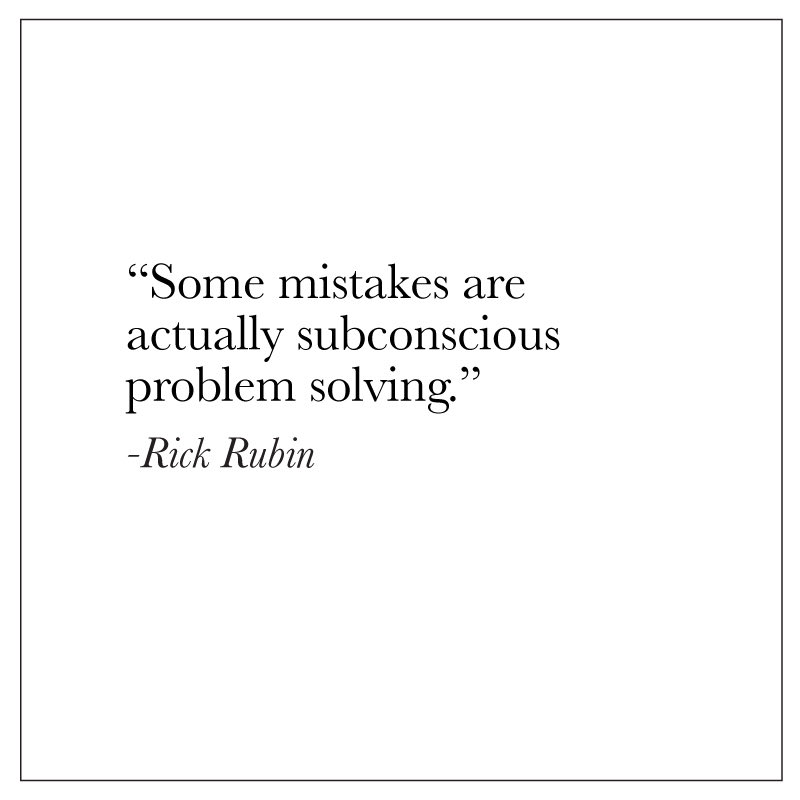 “Some mistakes are
actually subconscious
problem solving.”
-Rick Rubin